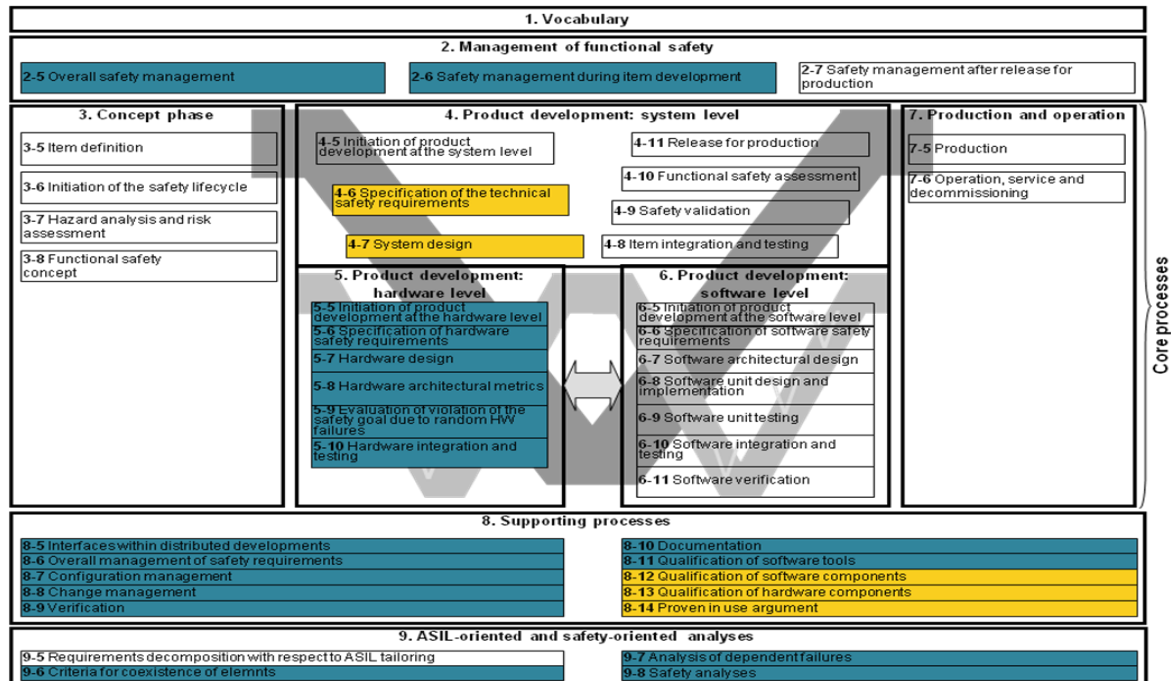 1. Vocabulary
2. Management of functional safety
2-5 Overall safety management
2-6 Safety management during item development
2-7 Safety management after release for
production
3. Concept phase
3-5 Item definition
3-6 Initiation of the safety lifecycle
3-7 Hazard analysis and risk
assessment
3-8 Functional safety
concept
4. Product development: system level
4-5 Initiation of product
development at the system level
4-6 Specification of the technical
safety requirements
4-7 System design
4-11 Release for production
4-10 Functional safety assessment
4-9 Safety validation
4-8 Item integration and testing
7. Production and operation
7-5 Production
7-6 Operation, service and
decommissioning
5. Product development:
hardware level
5-5 Initiation of product
development at the hardware level
5-6 Specification of hardware
safety requirements
5-7 Hardware design
5-8 Hardware architectural metrics
5-9 Evaluation of violation of the
safety goal due to random HW
failures
5-10 Hardware integration and
testing
6. Product development:
software level
6-5 Initiation of product
development at the software level
6-6 Specification of software safety
requirements
6-7 Software architectural design
6-8 Software unit design and
implementation
6-9 Software unit testing
6-10 Software integration and
testing
6-11 Software verification
Core processes
8. Supporting processes
8-5 Interfaces within distributed developments
8-6 Overall management of safety requirements
8-7 Configuration management
8-8 Change management
8-9 Verification
8-10 Documentation
8-11 Qualification of software tools
8-12 Qualification of software components
8-13 Qualification of hardware components
8-14 Proven in use argument
9. ASIL-oriented and safety-oriented analyses
9-5 Requirements decomposition with respect to ASIL tailoring
9-6 Criteria for coexistence of elemnts
9-7 Analysis of dependent failures
9-8 Safety analyses